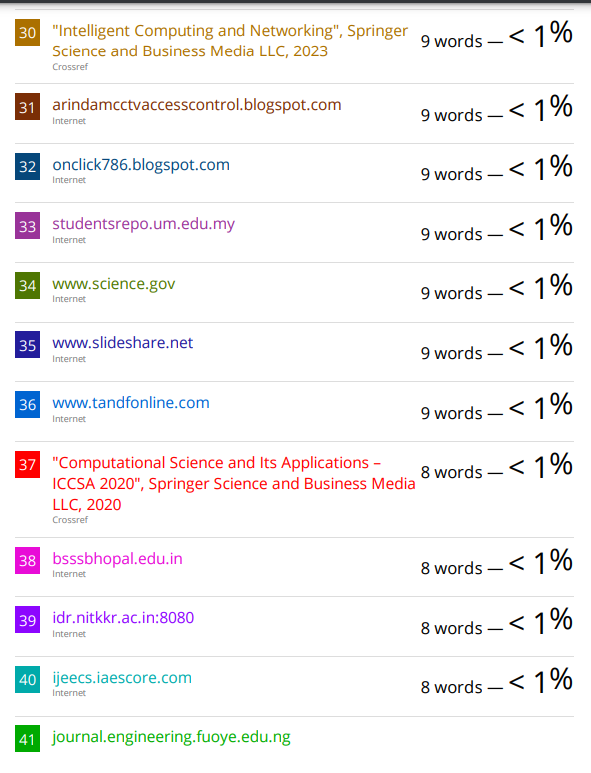 30 "Intelligent Computing and Networking", Springer 9 words — < 1%
Science and Business Media LLC, 2023
Crossref
31 arindamcctvaccesscontrol.blogspot.com 9 words — < 1%
Internet
32 onclick786.blogspot.com 9 words — < 1%
Internet
33 studentsrepo.um.edu.my 9 words — < 1%
Internet
34 www.science.gov 9 words — < 1%
Internet
35 www.slideshare.net 9 words — < 1%
Internet
36 www.tandfonline.com 9 words — < 1%
Internet
37 "Computational Science and Its Applications – 8 words — < 1%
ICCSA 2020", Springer Science and Business Media
LLC, 2020
Crossref
38 bsssbhopal.edu.in 8 words — < 1%
Internet
39 idr.nitkkr.ac.in:8080 8 words — < 1%
Internet
40 ijeecs.iaescore.com 8 words — < 1%
Internet
41 journal.engineering.fuoye.edu.ng